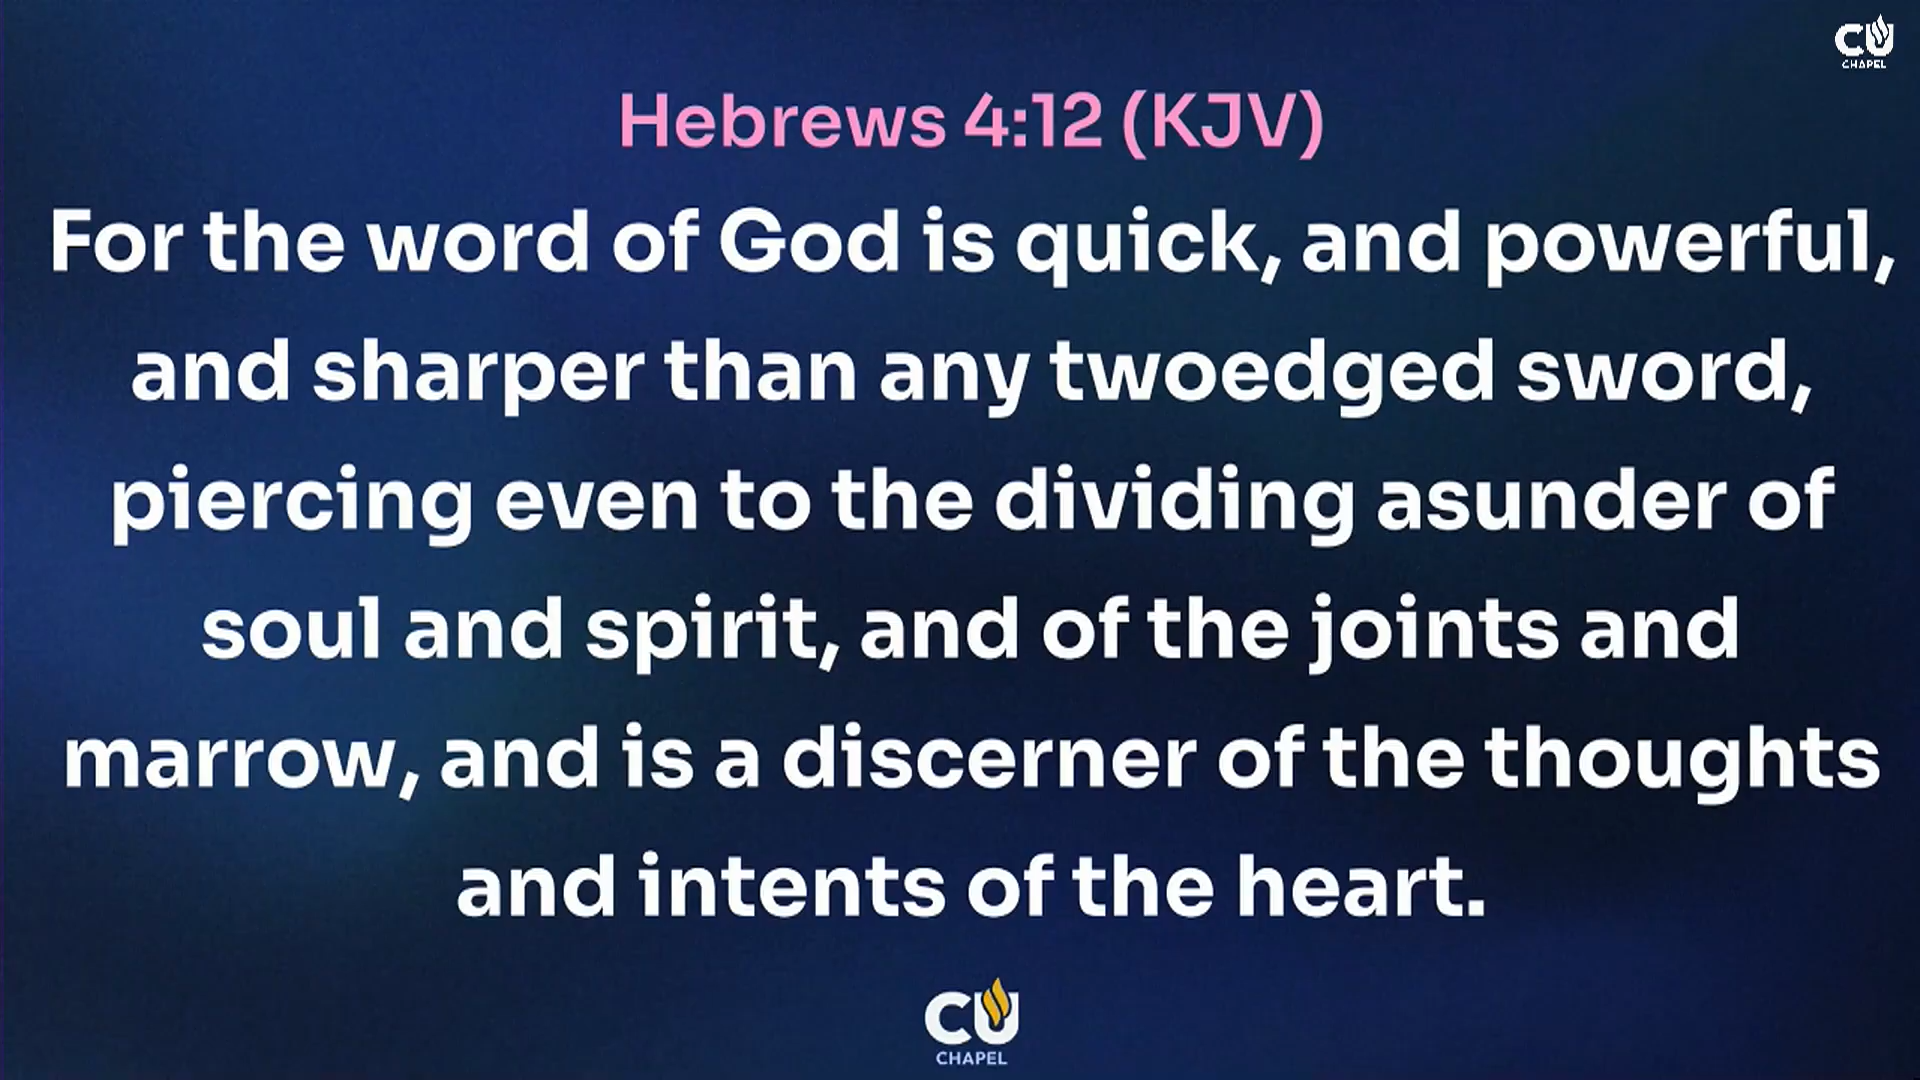 CU
CHAPEL
Hebrews 4:12 (KJV)
For the word of God is quick, and powerful,
and sharper than any twoedged sword,
piercing even to the dividing asunder of
soul and spirit, and of the joints and
marrow, and is a discerner of the thoughts
and intents of the heart.
CU
CHAPEL